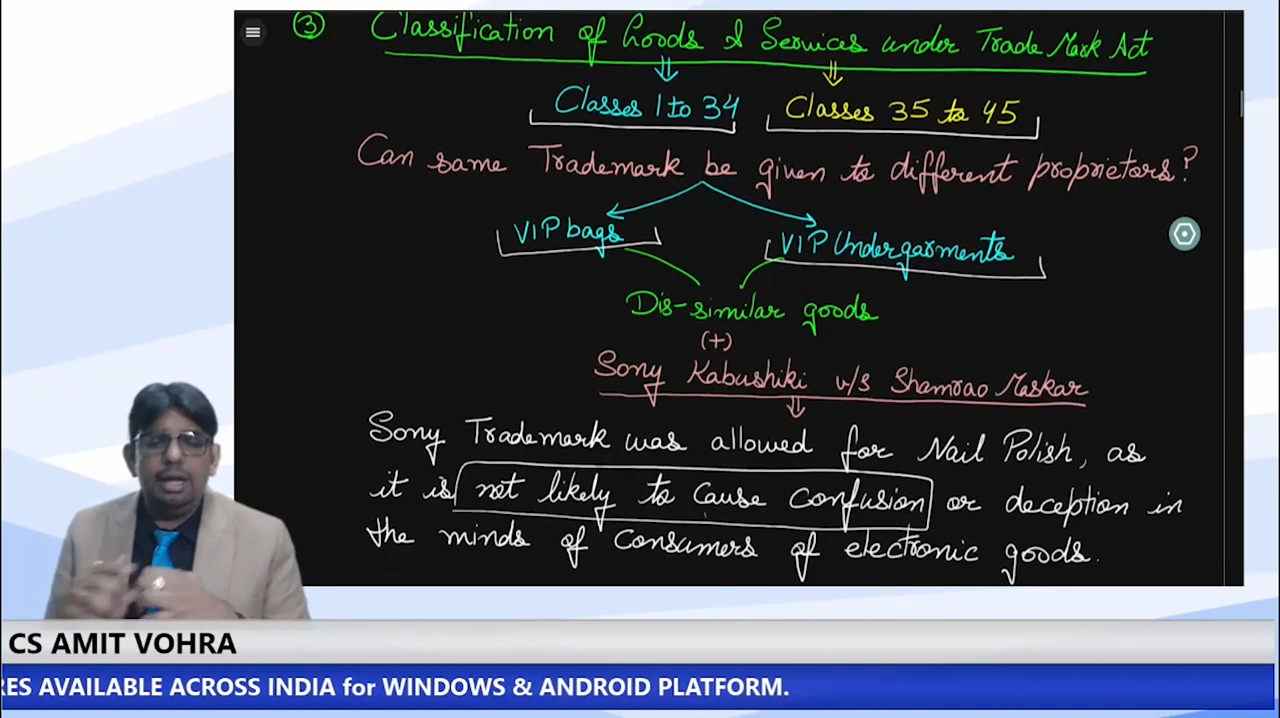 ③ Classification of Goods & Services under Trade Mark Act
Classes 1 to 34 Classes 35 to 45
Can same Trademark be given to different proprietors?
VIP bags VIP Undergarments
Dis-similar goods
(+)
Sony Kabushiki v/s Shamrao Maskar
Sony Trademark was allowed for Nail Polish, as
it is not likely to cause confusion or deception in
the minds of consumers of electronic goods.
CS AMIT VOHRA
RES AVAILABLE ACROSS INDIA for WINDOWS & ANDROID PLATFORM.